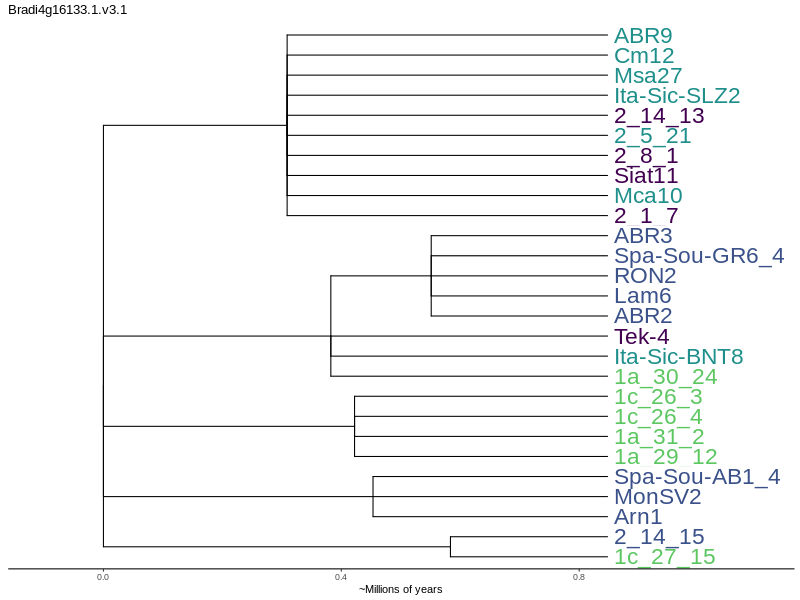 Bradi4g16133.1.v3.1
ABR9
Cm12
Msa27
Ita-Sic-SLZ2
2_14_13
2_5_21
2_8_1
Siat11
Mca10
2_1_7
ABR3
Spa-Sou-GR6_4
RON2
Lam6
ABR2
Tek-4
Ita-Sic-BNT8
1a_30_24
1c_26_3
1c_26_4
1a_31_2
1a_29_12
Spa-Sou-AB1_4
MonSV2
Arn1
2_14_15
1c_27_15
0.0 0.4 0.8
~Millions of years